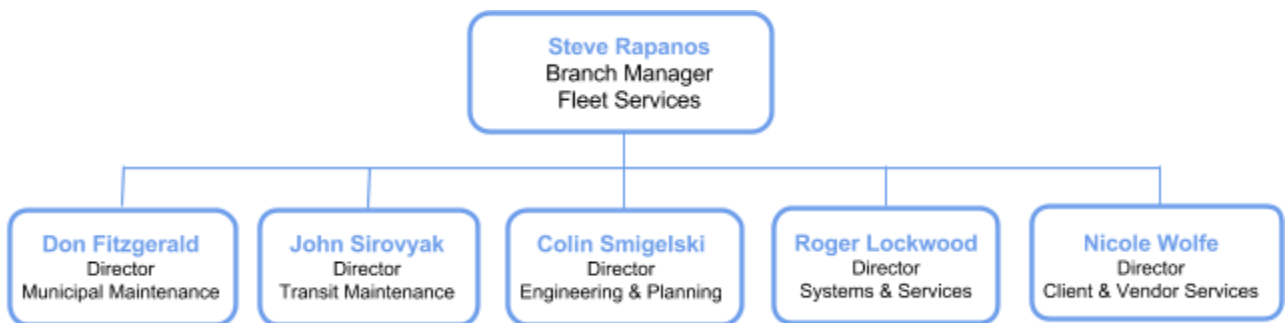 Steve Rapanos
Branch Manager
Fleet Services
Don Fitzgerald
Director
Municipal Maintenance
John Sirovyak
Director
Transit Maintenance
Colin Smigelski
Director
Engineering & Planning
Roger Lockwood
Director
Systems & Services
Nicole Wolfe
Director
Client & Vendor Services